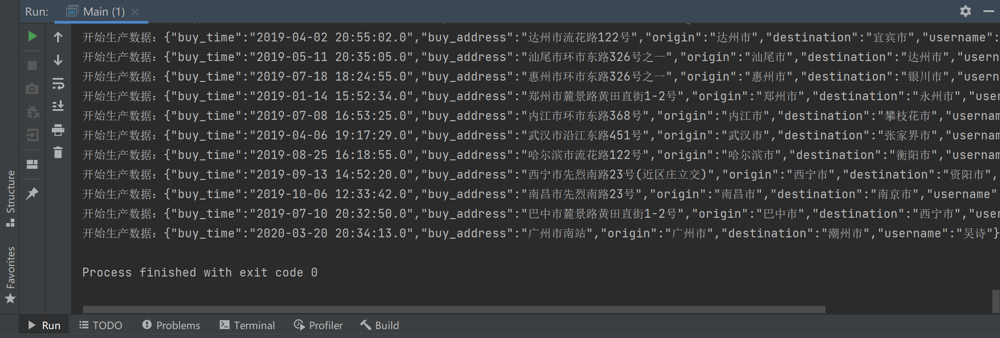 Run: Main (1)
开始生产数据：{"buy_time":"2019-04-02 20:55:02.0","buy_address":"达州市流花路122号","origin":"达州市","destination":"宜宾市","username":
开始生产数据：{"buy_time":"2019-05-11 20:35:05.0","buy_address":"汕尾市环市东路326号之一","origin":"汕尾市","destination":"达州市","usern
开始生产数据：{"buy_time":"2019-07-18 18:24:55.0","buy_address":"惠州市环市东路326号之一","origin":"惠州市","destination":"银川市","usern
开始生产数据：{"buy_time":"2019-01-14 15:52:34.0","buy_address":"郑州市麓景路黄田直街1-2号","origin":"郑州市","destination":"永州市","use
开始生产数据：{"buy_time":"2019-07-08 16:53:25.0","buy_address":"内江市环市东路368号","origin":"内江市","destination":"攀枝花市","usernam
开始生产数据：{"buy_time":"2019-04-06 19:17:29.0","buy_address":"武汉市沿江东路451号","origin":"武汉市","destination":"张家界市","usernam
开始生产数据：{"buy_time":"2019-08-25 16:18:55.0","buy_address":"哈尔滨市流花路122号","origin":"哈尔滨市","destination":"衡阳市","usernam
开始生产数据：{"buy_time":"2019-09-13 14:52:20.0","buy_address":"西宁市先烈南路23号(近区庄立交)","origin":"西宁市","destination":"资阳市",
开始生产数据：{"buy_time":"2019-10-06 12:33:42.0","buy_address":"南昌市先烈南路23号","origin":"南昌市","destination":"南京市","username"
开始生产数据：{"buy_time":"2019-07-10 20:32:50.0","buy_address":"巴中市麓景路黄田直街1-2号","origin":"巴中市","destination":"西宁市","user
开始生产数据：{"buy_time":"2020-03-20 20:34:13.0","buy_address":"广州市南站","origin":"广州市","destination":"潮州市","username":"吴诗"}
Process finished with exit code 0
Structure
Favorites
Run TODO Problems Terminal Profiler Build